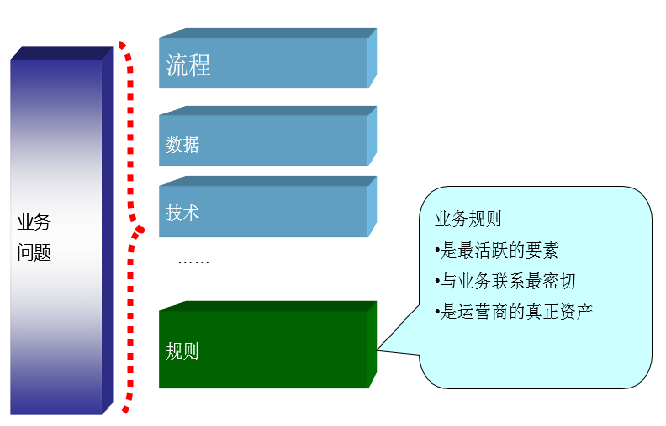 业务
问题
流程
数据
技术
……
规则
业务规则
•是最活跃的要素
•与业务联系最密切
•是运营商的真正资产